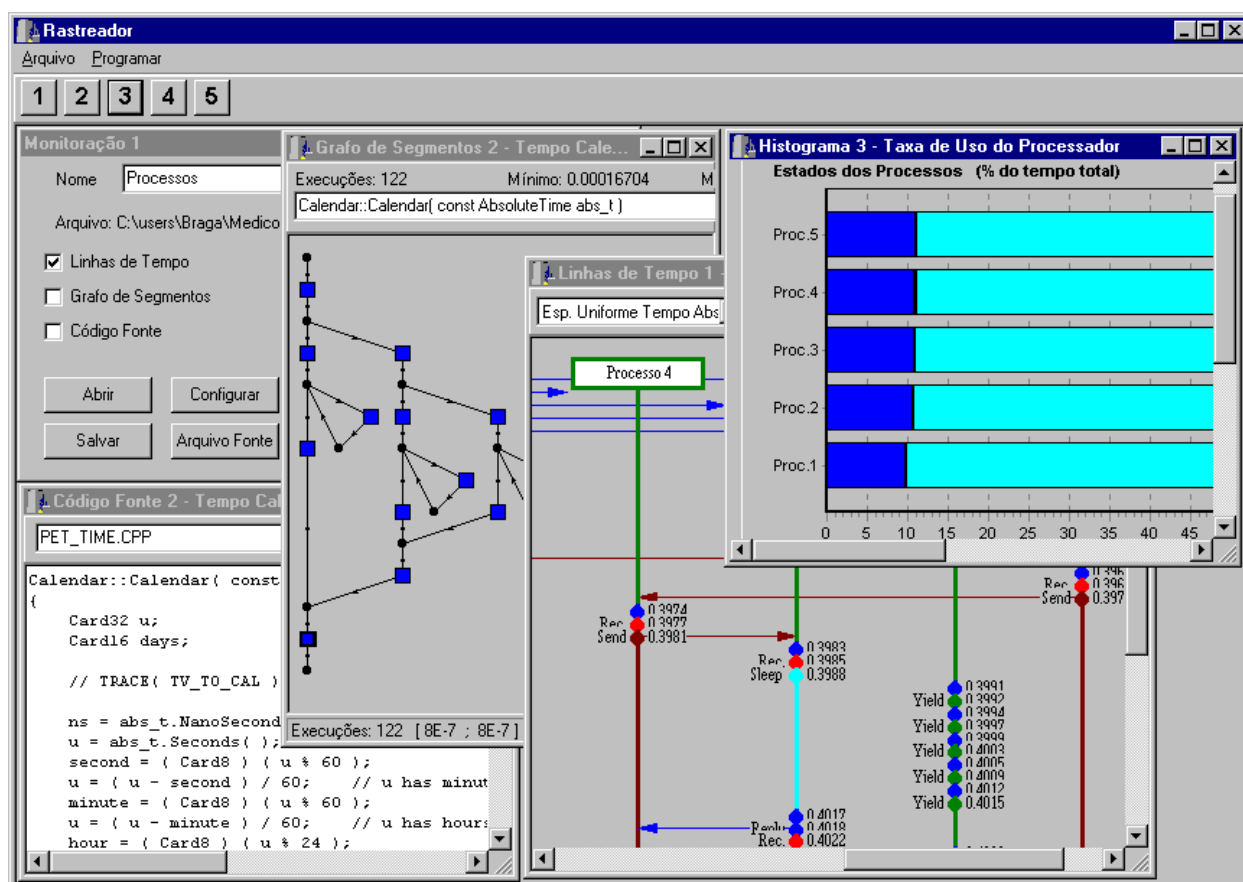 Rastreador
Arquivo Programar
1 2 3 4 5
Monitoração 1
Nome Processos
Arquivo: C:\users\Braga\Medico
Linhas de Tempo
Grafo de Segmentos
Código Fonte
Abrir Configurar
Salvar Arquivo Fonte
Grafo de Segmentos 2 - Tempo Cale...
Execuções: 122 Mínimo: 0.00016704 M
Calendar::Calendar( const AbsoluteTime abs_t )
Execuções: 122 [ 8E-7 ; 8E-7 ]
Histograma 3 - Taxa de Uso do Processador
Estados dos Processos (% do tempo total)
Proc.5
Proc.4
Proc.3
Proc.2
Proc.1
0 5 10 15 20 25 30 35 40 45
Linhas de Tempo 1 -
Esp. Uniforme Tempo Abs
Processo 4
0.396
Rec. 0.396
Send 0.397
0.3974
Rec. 0.3977
Send 0.3981
0.3983
Rec. 0.3985
Sleep 0.3988
0.3991
Yield 0.3992
0.3994
Yield 0.3997
0.3999
Yield 0.4003
0.4005
Yield 0.4009
0.4012
Yield 0.4015
0.4017
Reply 0.4018
Rec. 0.4022
Código Fonte 2 - Tempo Cal
PET_TIME.CPP
Calendar::Calendar( const
{
Card32 u;
Card16 days;
// TRACE( TV_TO_CAL )
ns = abs_t.NanoSecond
u = abs_t.Seconds( );
second = ( Card8 ) ( u % 60 );
u = ( u - second ) / 60; // u has minut
minute = ( Card8 ) ( u % 60 );
u = ( u - minute ) / 60; // u has hours
hour = ( Card8 ) ( u % 24 );